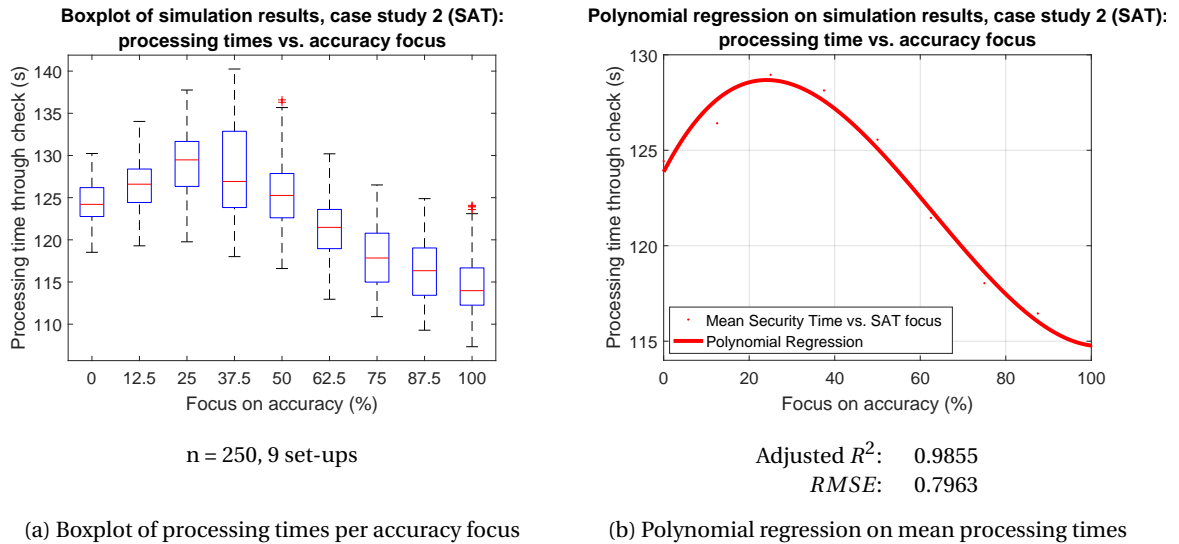 Boxplot of simulation results, case study 2 (SAT):
processing times vs. accuracy focus
Processing time through check (s)
140
135
130
125
120
115
110
0 12.5 25 37.5 50 62.5 75 87.5 100
Focus on accuracy (%)
n = 250, 9 set-ups
(a) Boxplot of processing times per accuracy focus
Polynomial regression on simulation results, case study 2 (SAT):
processing time vs. accuracy focus
Processing time through check (s)
130
125
120
115
Mean Security Time vs. SAT focus
Polynomial Regression
0 20 40 60 80 100
Focus on accuracy (%)
Adjusted R²: 0.9855
RMSE: 0.7963
(b) Polynomial regression on mean processing times